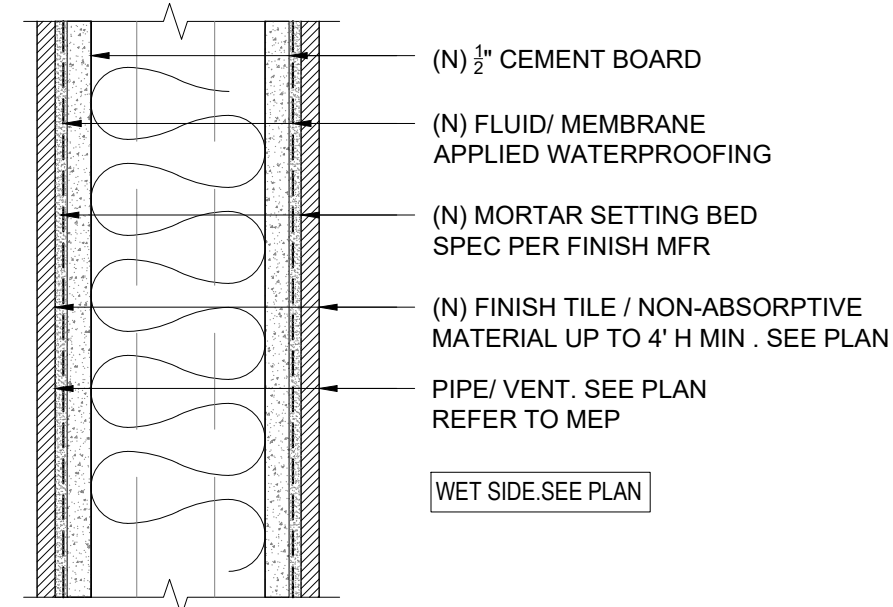 (N) ½" CEMENT BOARD
(N) FLUID/ MEMBRANE
APPLIED WATERPROOFING
(N) MORTAR SETTING BED
SPEC PER FINISH MFR
(N) FINISH TILE / NON-ABSORPTIVE
MATERIAL UP TO 4' H MIN . SEE PLAN
PIPE/ VENT. SEE PLAN
REFER TO MEP
WET SIDE.SEE PLAN